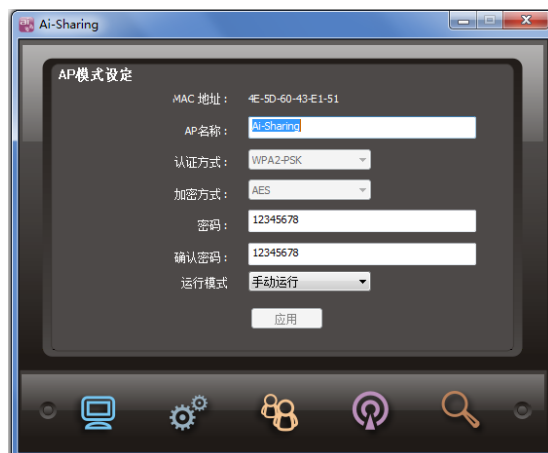 Ai-Sharing
AP模式设定
MAC 地址： 4E-5D-60-43-E1-51
AP名称： Ai-Sharing
认证方式： WPA2-PSK
加密方式： AES
密码： 12345678
确认密码： 12345678
运行模式 手动运行
应用